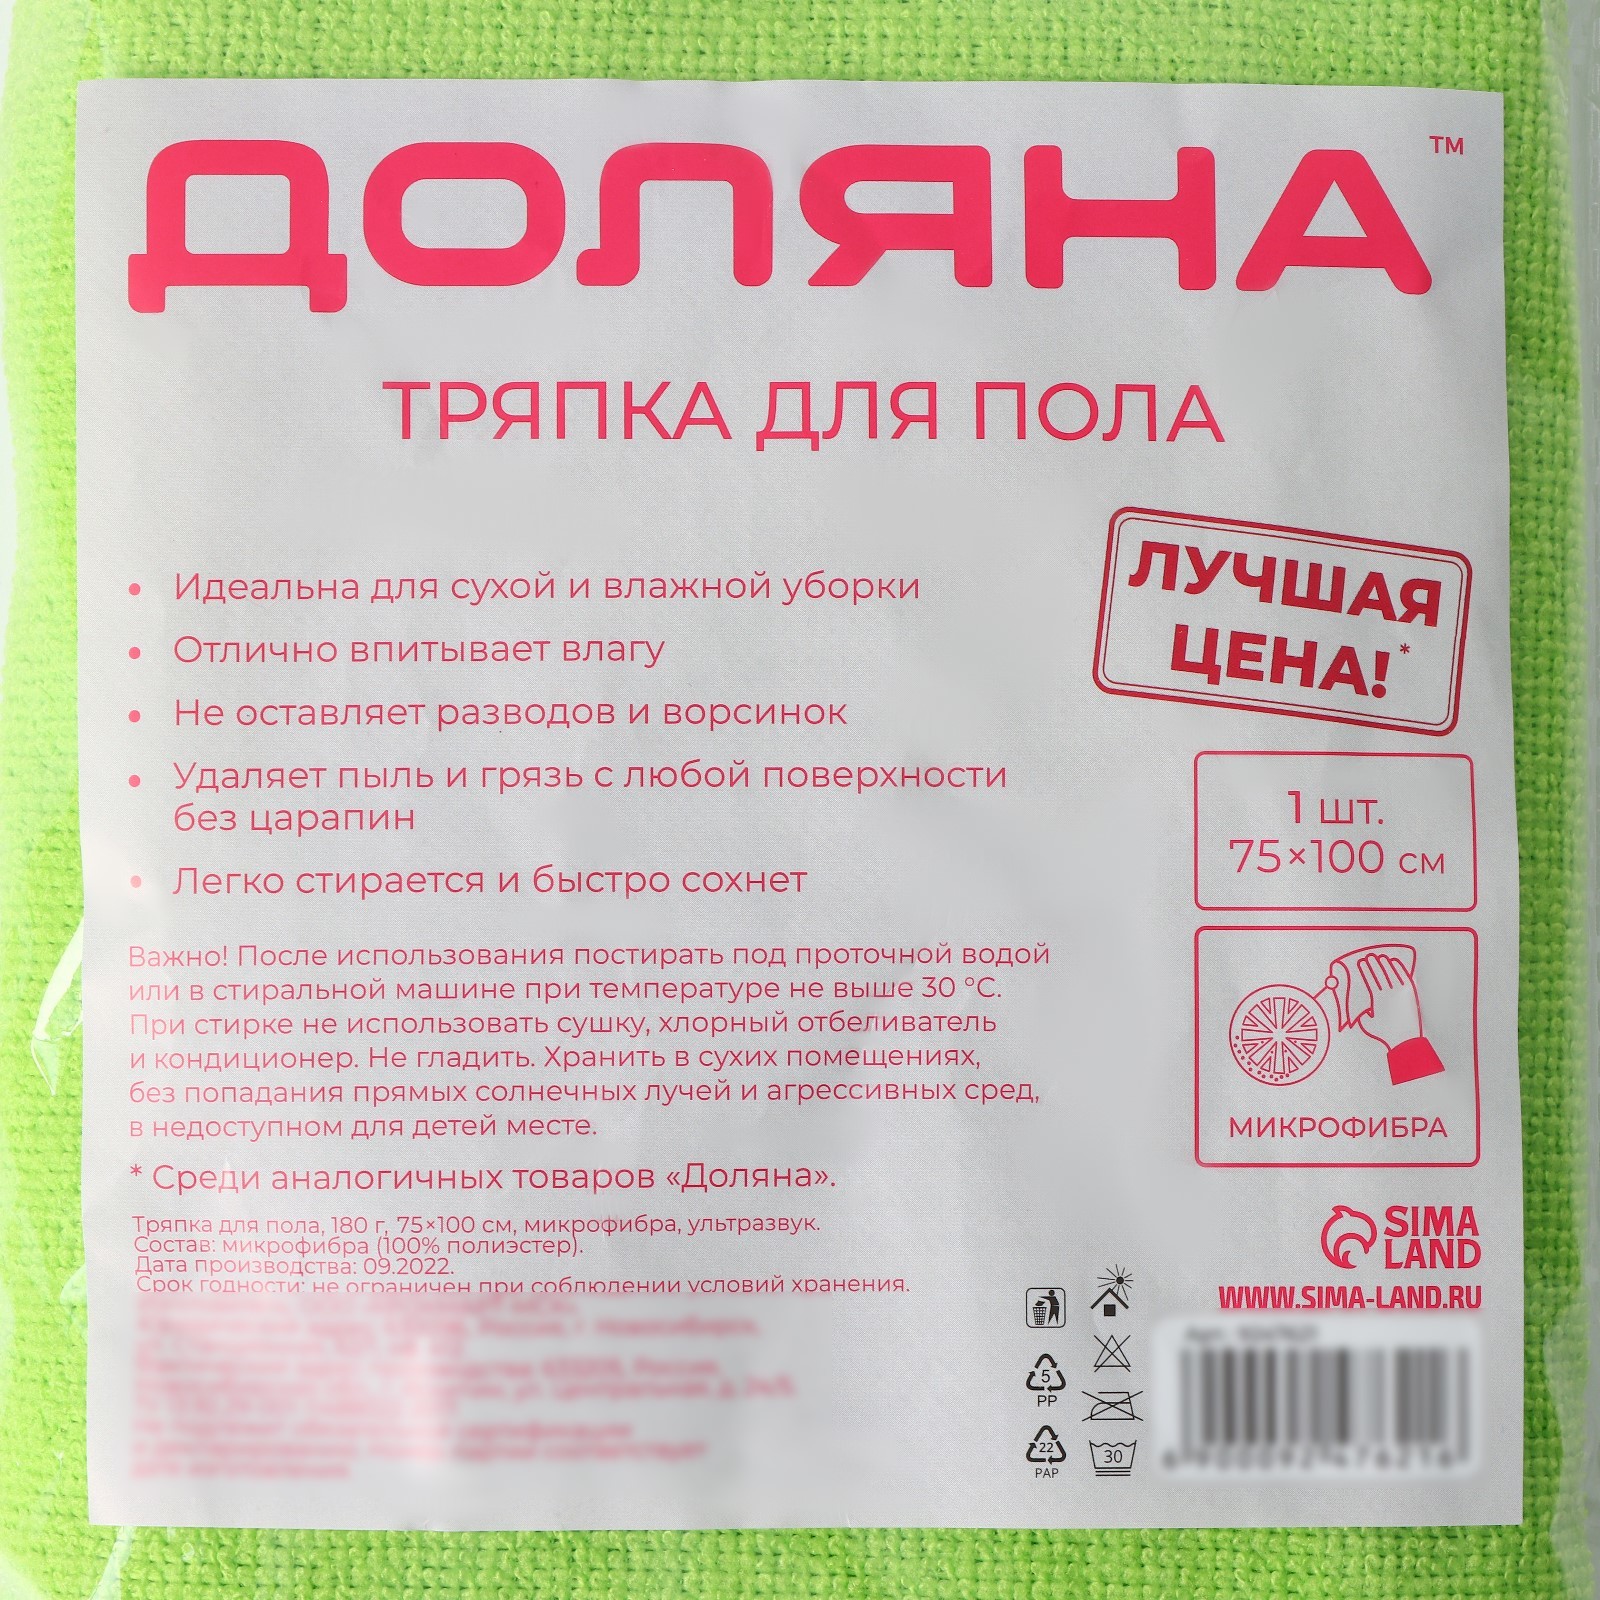 ДОЛЯНА™
ТРЯПКА ДЛЯ ПОЛА
ЛУЧШАЯ
ЦЕНА!*
• Идеальна для сухой и влажной уборки
• Отлично впитывает влагу
• Не оставляет разводов и ворсинок
• Удаляет пыль и грязь с любой поверхности
без царапин
• Легко стирается и быстро сохнет
1 шт.
75×100 см
МИКРОФИБРА
Важно! После использования постирать под проточной водой
или в стиральной машине при температуре не выше 30 °С.
При стирке не использовать сушку, хлорный отбеливатель
и кондиционер. Не гладить. Хранить в сухих помещениях,
без попадания прямых солнечных лучей и агрессивных сред,
в недоступном для детей месте.
* Среди аналогичных товаров «Доляна».
Тряпка для пола, 180 г, 75×100 см, микрофибра, ультразвук.
Состав: микрофибра (100% полиэстер).
Дата производства: 09.2022.
Срок годности: не ограничен при соблюдении условий хранения.
SIMA
LAND
WWW.SIMA-LAND.RU
5
PP
22
PAP
30